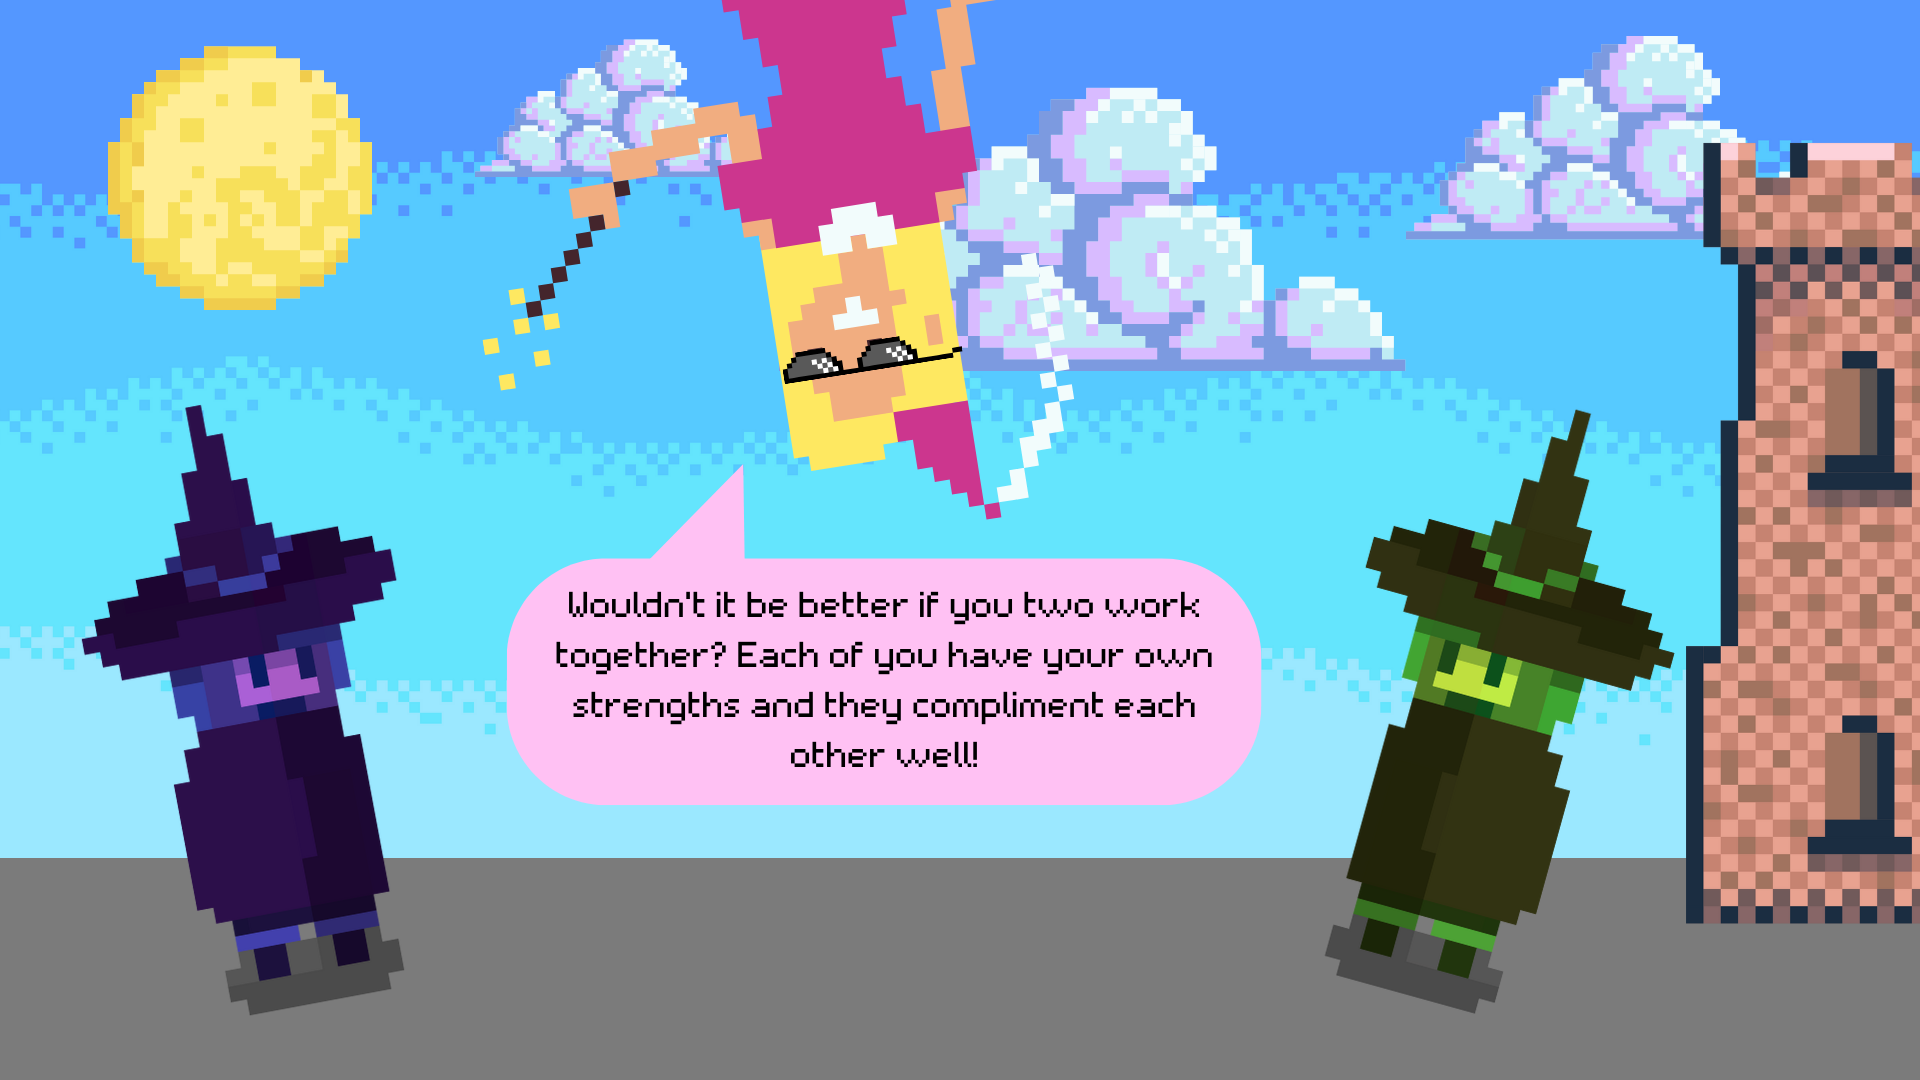 Wouldn't it be better if you two work
together? Each of you have your own
strengths and they compliment each
other well!